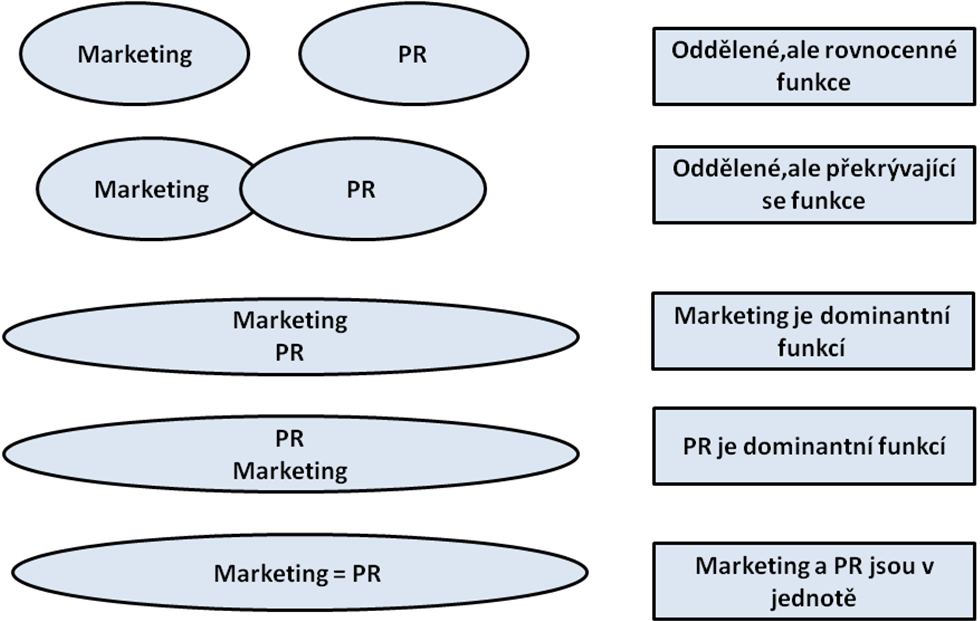 Marketing
PR
Oddělené,ale rovnocenné
funkce
Marketing
PR
Oddělené,ale překrývající
se funkce
Marketing
PR
Marketing je dominantní
funkcí
PR
Marketing
PR je dominantní funkcí
Marketing = PR
Marketing a PR jsou v
jednotě